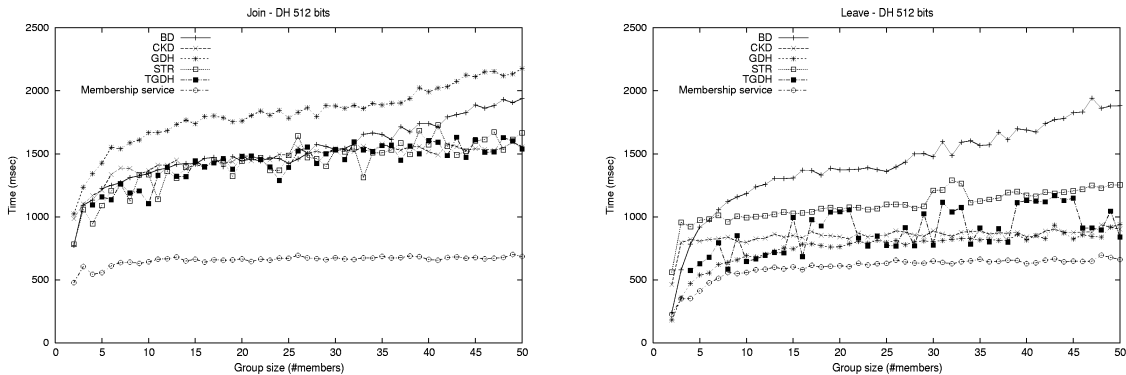 Join - DH 512 bits
2500
2000
1500
1000
500
0
Time (msec)
BD
CKD
GDH
STR
TGDH
Membership service
0 5 10 15 20 25 30 35 40 45 50
Group size (#members)
Leave - DH 512 bits
2500
2000
1500
1000
500
0
Time (msec)
BD
CKD
GDH
STR
TGDH
Membership service
0 5 10 15 20 25 30 35 40 45 50
Group size (#members)